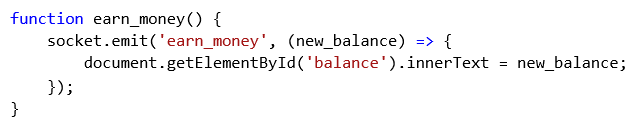 function earn_money() {
    socket.emit('earn_money', (new_balance) => {
        document.getElementById('balance').innerText = new_balance;
    });
}